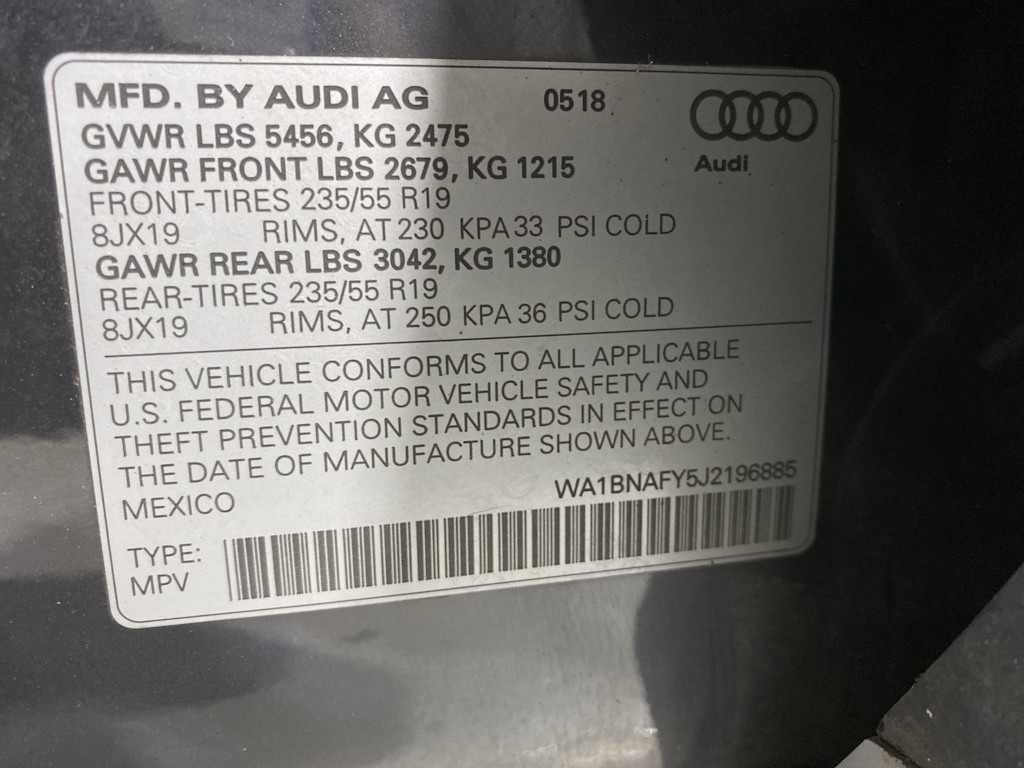 MFD. BY AUDI AG 0518
Audi
GVWR LBS 5456, KG 2475
GAWR FRONT LBS 2679, KG 1215
FRONT-TIRES 235/55 R19
8JX19 RIMS, AT 230 KPA 33 PSI COLD
GAWR REAR LBS 3042, KG 1380
REAR-TIRES 235/55 R19
8JX19 RIMS, AT 250 KPA 36 PSI COLD
THIS VEHICLE CONFORMS TO ALL APPLICABLE
U.S. FEDERAL MOTOR VEHICLE SAFETY AND
THEFT PREVENTION STANDARDS IN EFFECT ON
THE DATE OF MANUFACTURE SHOWN ABOVE.
MEXICO WA1BNAFY5J2196885
TYPE:
MPV